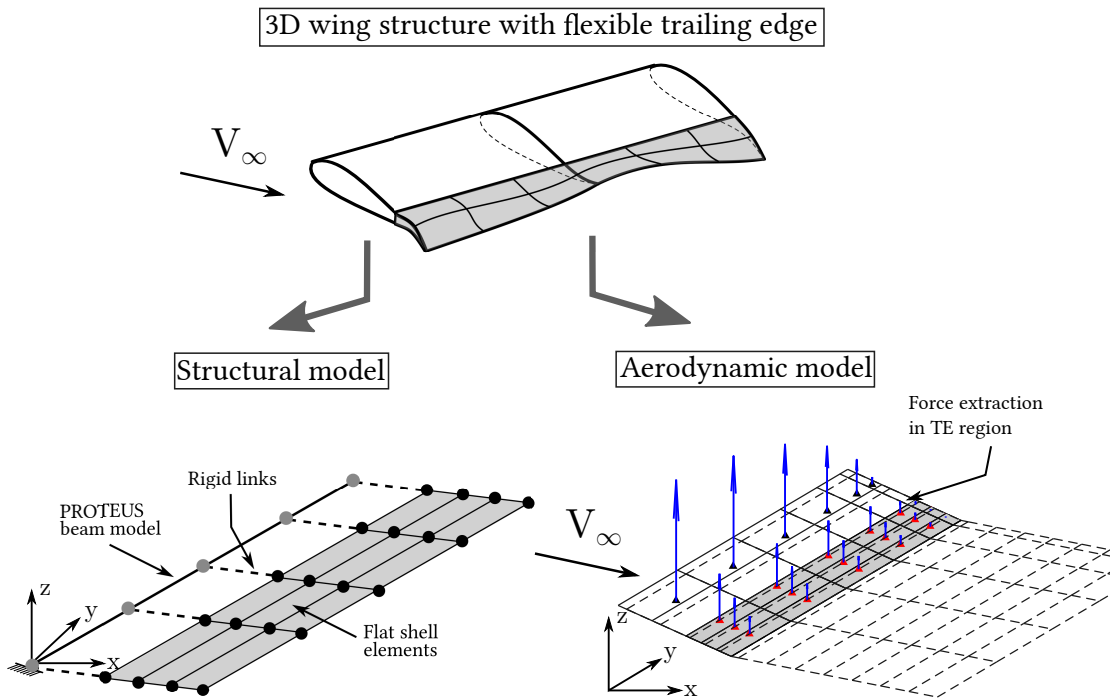 3D wing structure with flexible trailing edge
V∞
Structural model
Aerodynamic model
Force extraction
in TE region
Rigid links
PROTEUS
beam model
V∞
z
y
x
Flat shell
elements
z
y
x